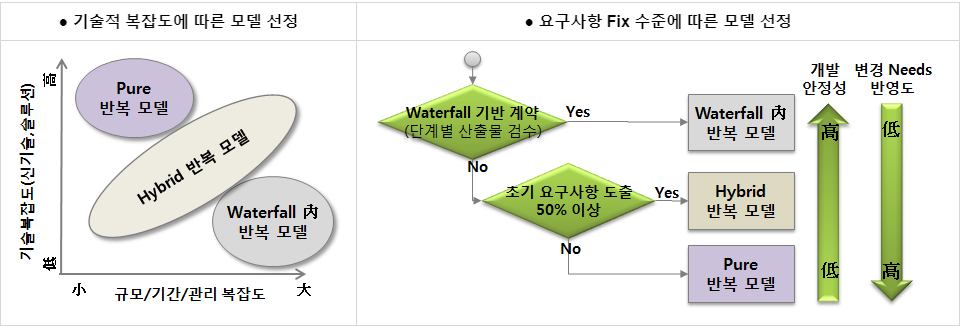 ● 기술적 복잡도에 따른 모델 선정
高
기술복잡도(신기술,솔루션)
低
Pure
반복 모델
Hybrid 반복 모델
Waterfall 內
반복 모델
小
규모/기간/관리 복잡도
大
● 요구사항 Fix 수준에 따른 모델 선정
Waterfall 기반 계약
(단계별 산출물 검수)
Yes
No
Waterfall 內
반복 모델
초기 요구사항 도출
50% 이상
Yes
No
Hybrid
반복 모델
Pure
반복 모델
개발
안정성
高
低
변경 Needs
반영도
低
高